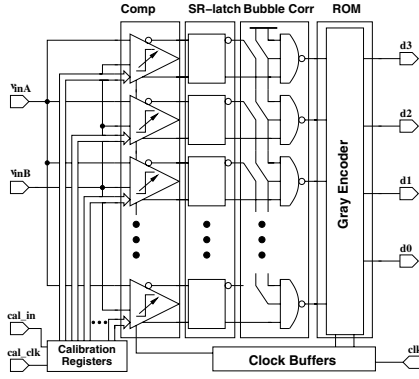 Comp SR-latch Bubble Corr ROM
d3
vinA
d2
Gray Encoder
vinB
d1
d0
cal_in
cal_clk
Calibration
Registers
Clock Buffers